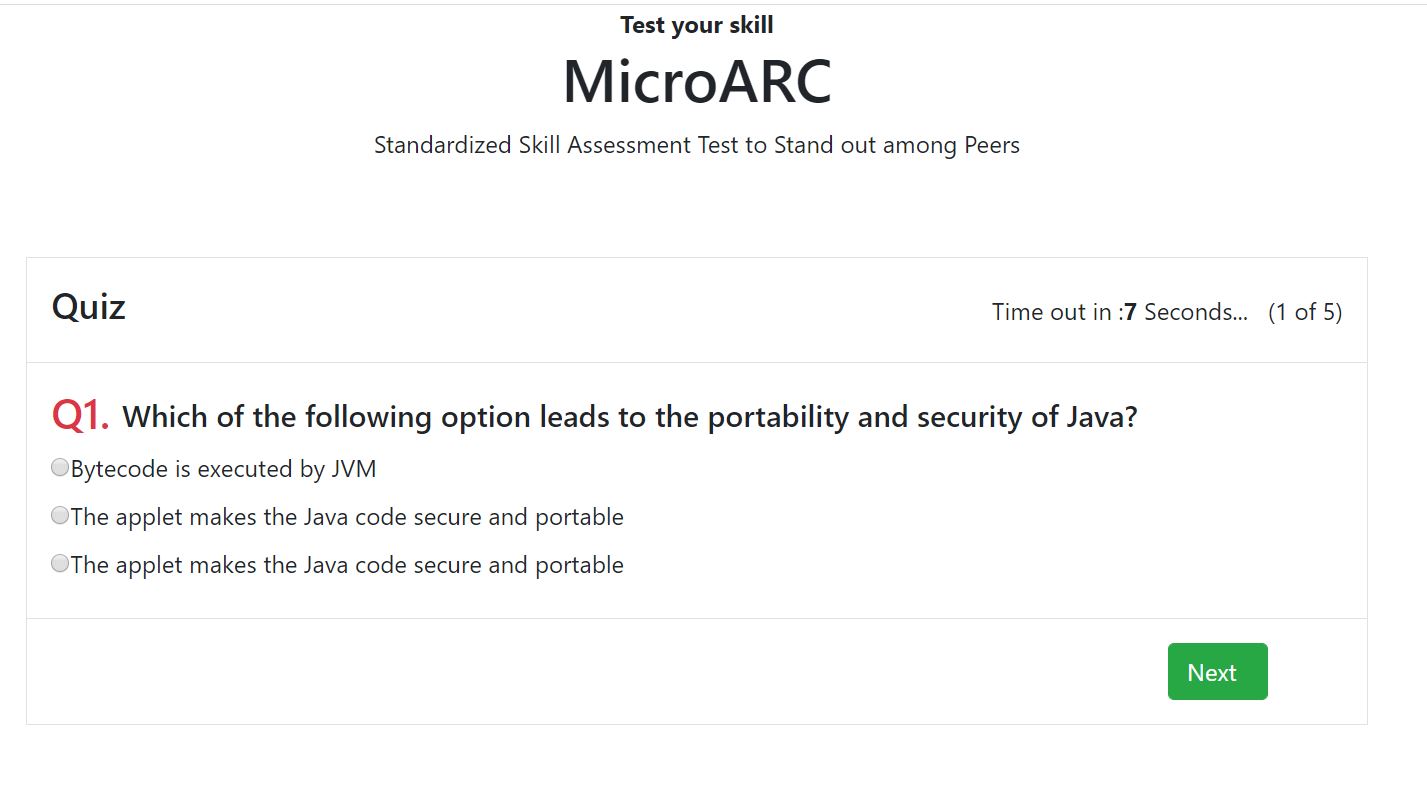 Test your skill
MicroARC
Standardized Skill Assessment Test to Stand out among Peers
Quiz
Time out in :7 Seconds... (1 of 5)
Q1. Which of the following option leads to the portability and security of Java?
Bytecode is executed by JVM
The applet makes the Java code secure and portable
The applet makes the Java code secure and portable
Next